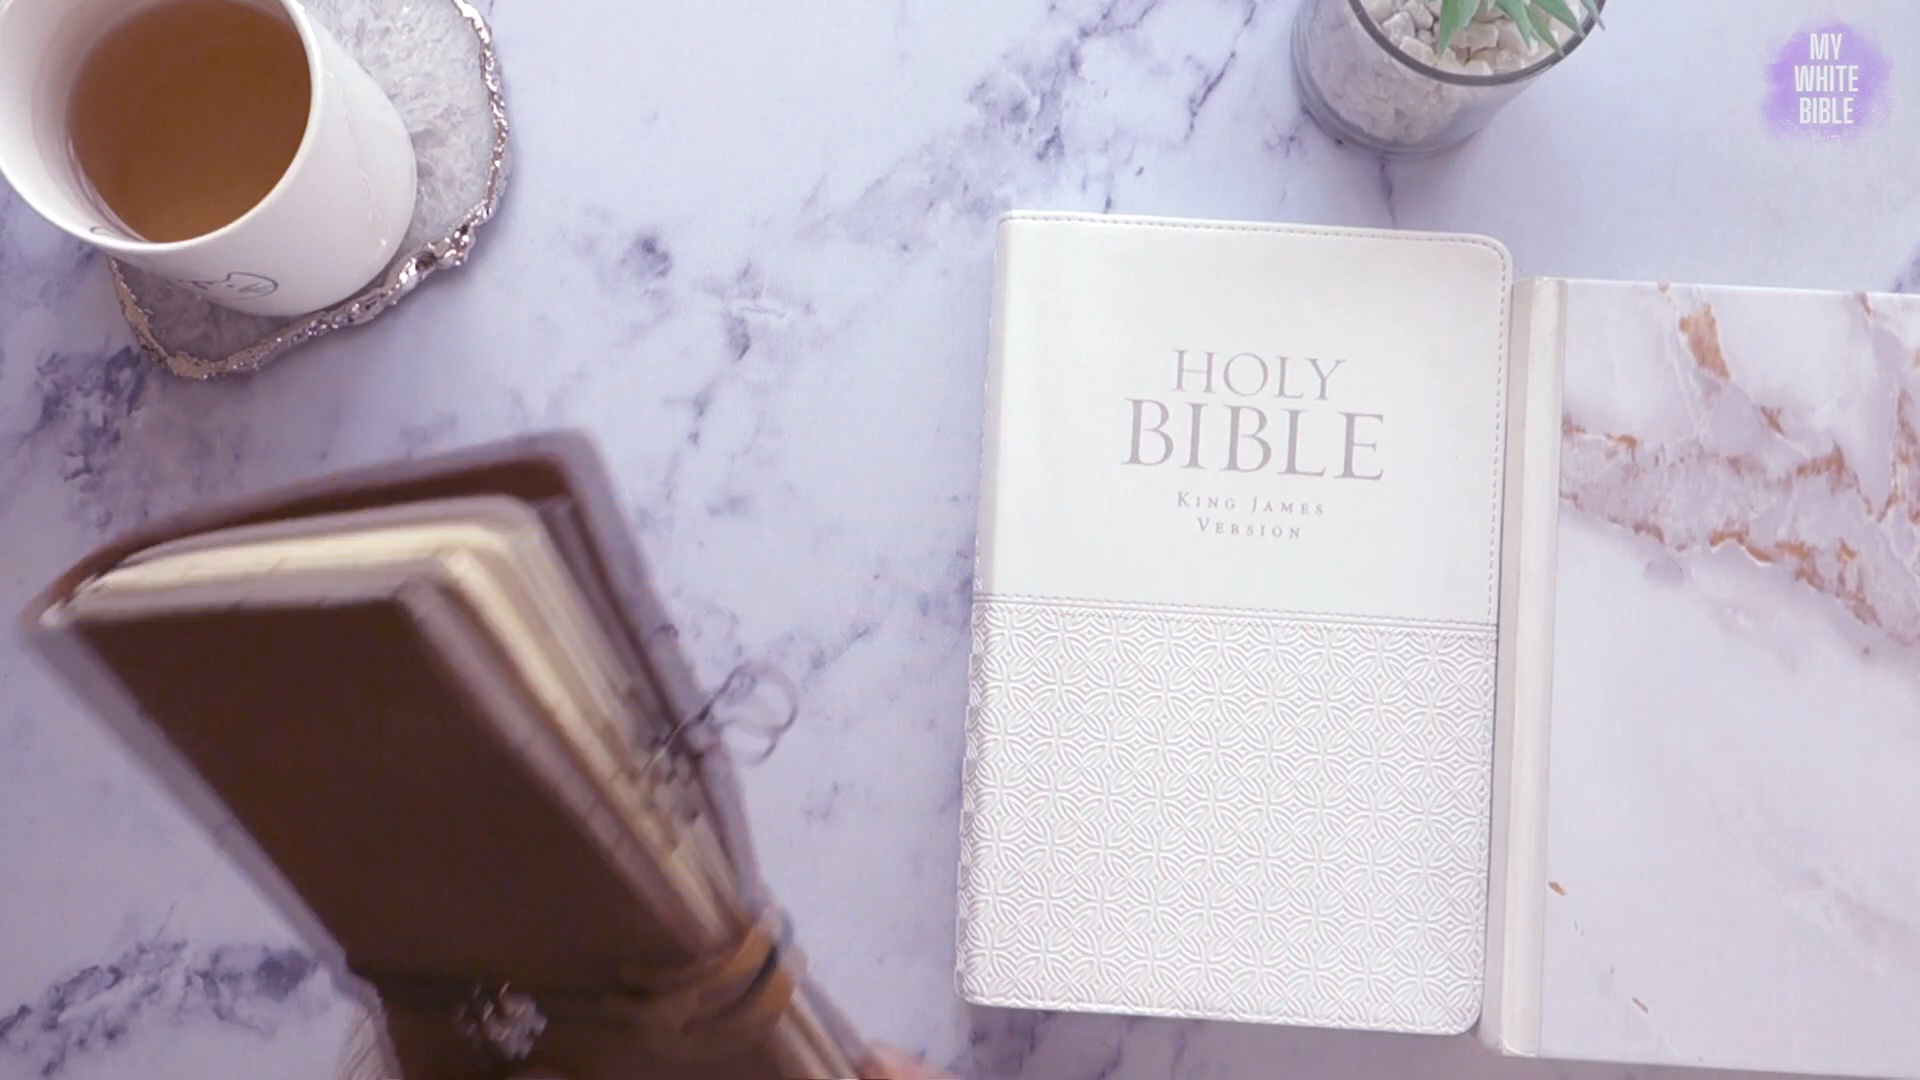 MY
WHITE
BIBLE
HOLY
BIBLE
KING JAMES
VERSION